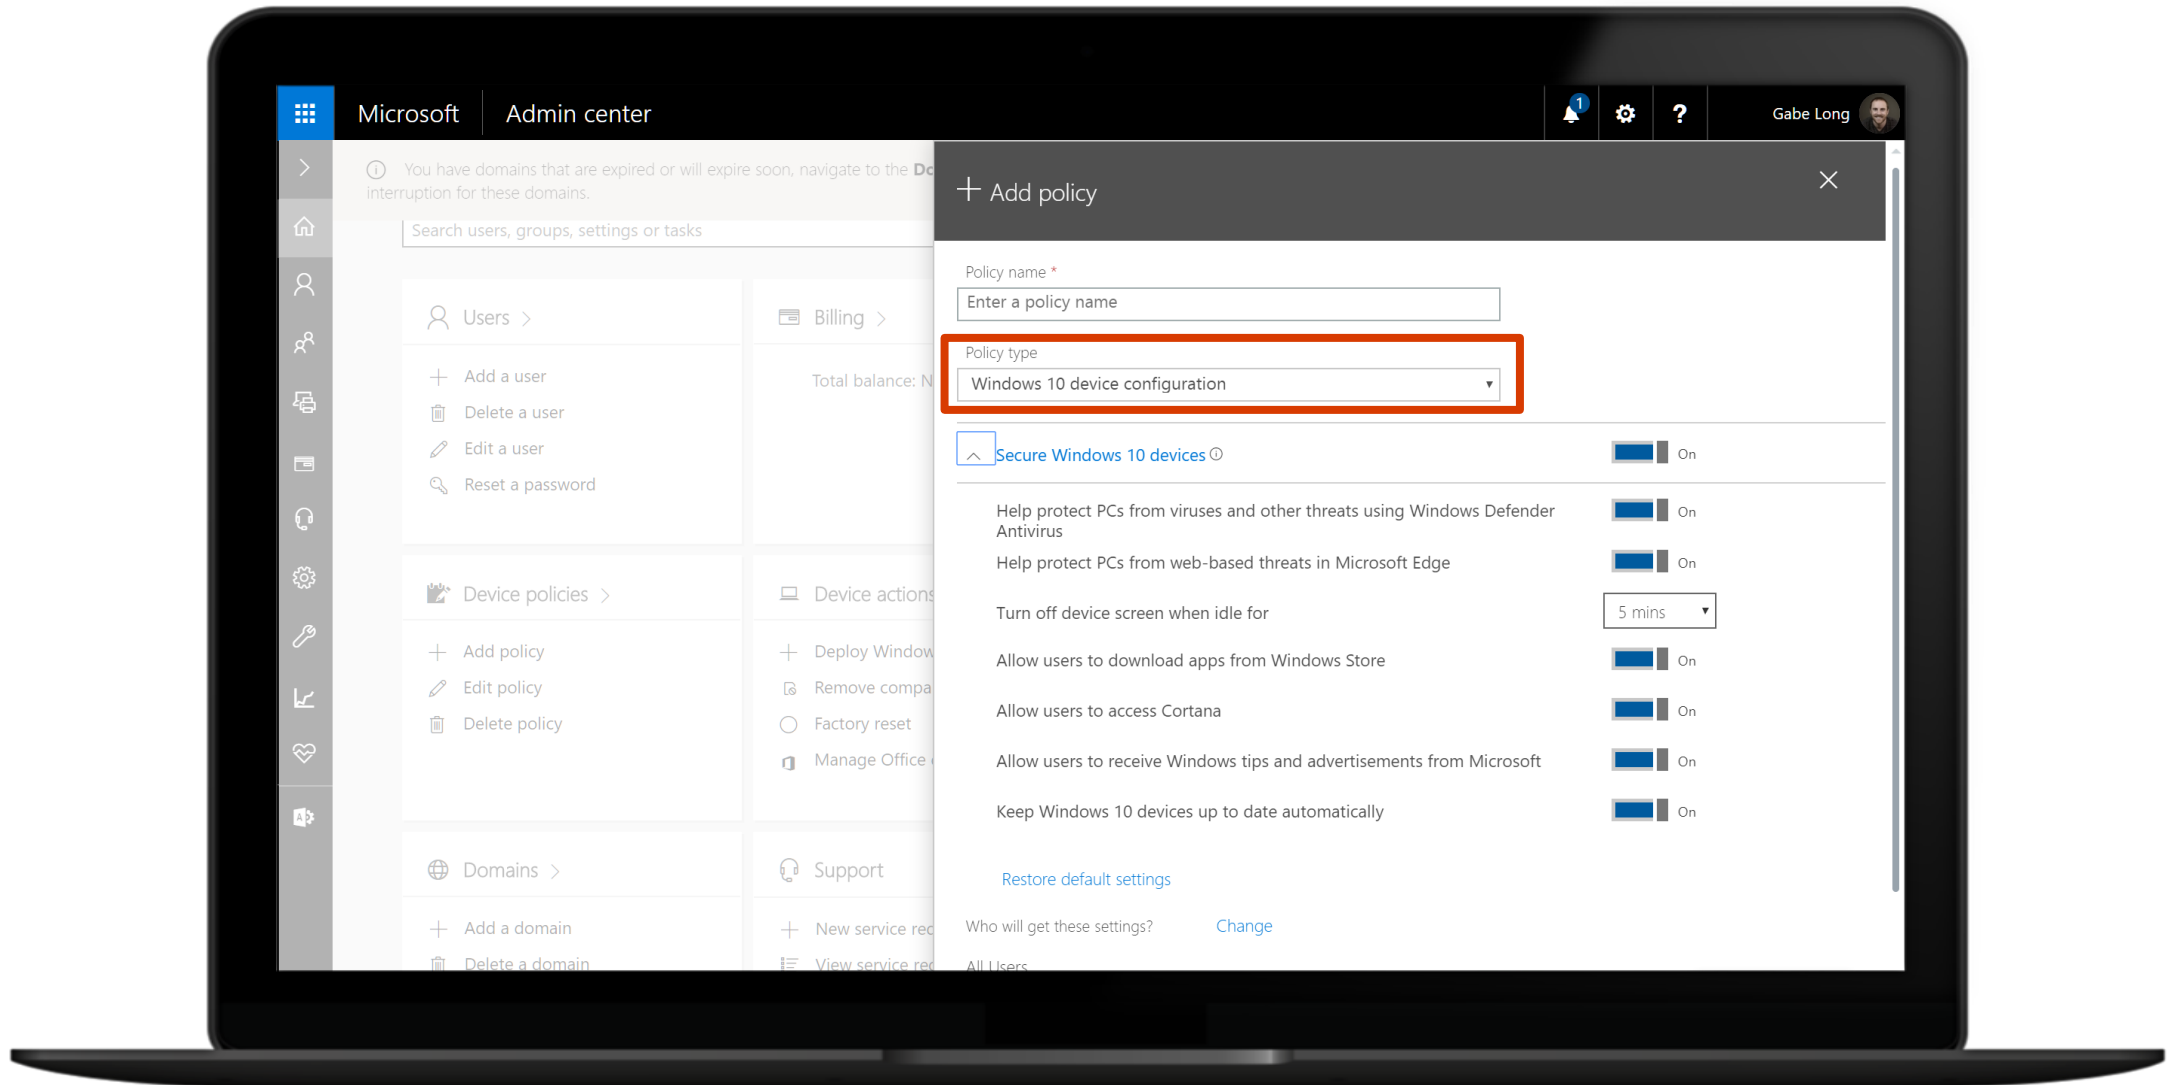 Microsoft
Admin center
1
Gabe Long
You have domains that are expired or will expire soon, navigate to the
interruption for these domains.
Search users, groups, settings or tasks
Users
Add a user
Delete a user
Edit a user
Reset a password
Billing
Total balance:
Device policies
Add policy
Edit policy
Delete policy
Device actions
Deploy
Remove
Factory reset
Manage Office
Domains
Add a domain
Delete a domain
Support
New service
View service
Add policy
Policy name *
Enter a policy name
Policy type
Windows 10 device configuration
Secure Windows 10 devices
On
Help protect PCs from viruses and other threats using Windows Defender
Antivirus
On
Help protect PCs from web-based threats in Microsoft Edge
On
Turn off device screen when idle for
5 mins
Allow users to download apps from Windows Store
On
Allow users to access Cortana
On
Allow users to receive Windows tips and advertisements from Microsoft
On
Keep Windows 10 devices up to date automatically
On
Restore default settings
Who will get these settings?
Change
All Users